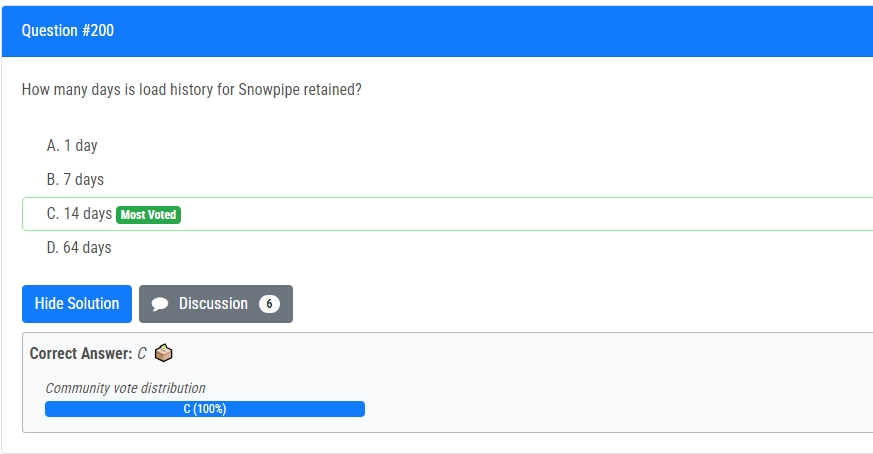 Question #200
How many days is load history for Snowpipe retained?
A. 1 day
B. 7 days
C. 14 days Most Voted
D. 64 days
Hide Solution Discussion 6
Correct Answer: C
Community vote distribution
C (100%)